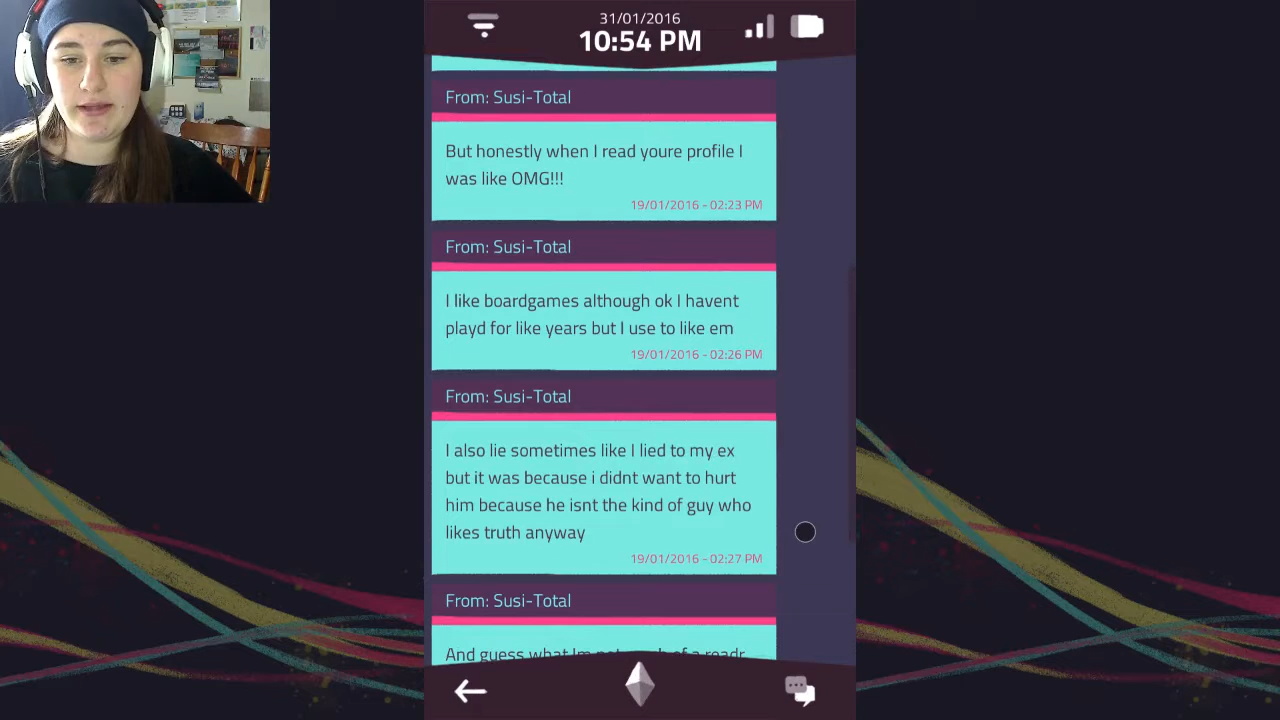 31/01/2016
10:54 PM
From: Susi-Total
But honestly when I read youre profile I
was like OMG!!!
19/01/2016 - 02:23 PM
From: Susi-Total
I like boardgames although ok I havent
playd for like years but I use to like em
19/01/2016 - 02:26 PM
From: Susi-Total
I also lie sometimes like I lied to my ex
but it was because i didnt want to hurt
him because he isnt the kind of guy who
likes truth anyway
19/01/2016 - 02:27 PM
From: Susi-Total
And guess what Im of a readr